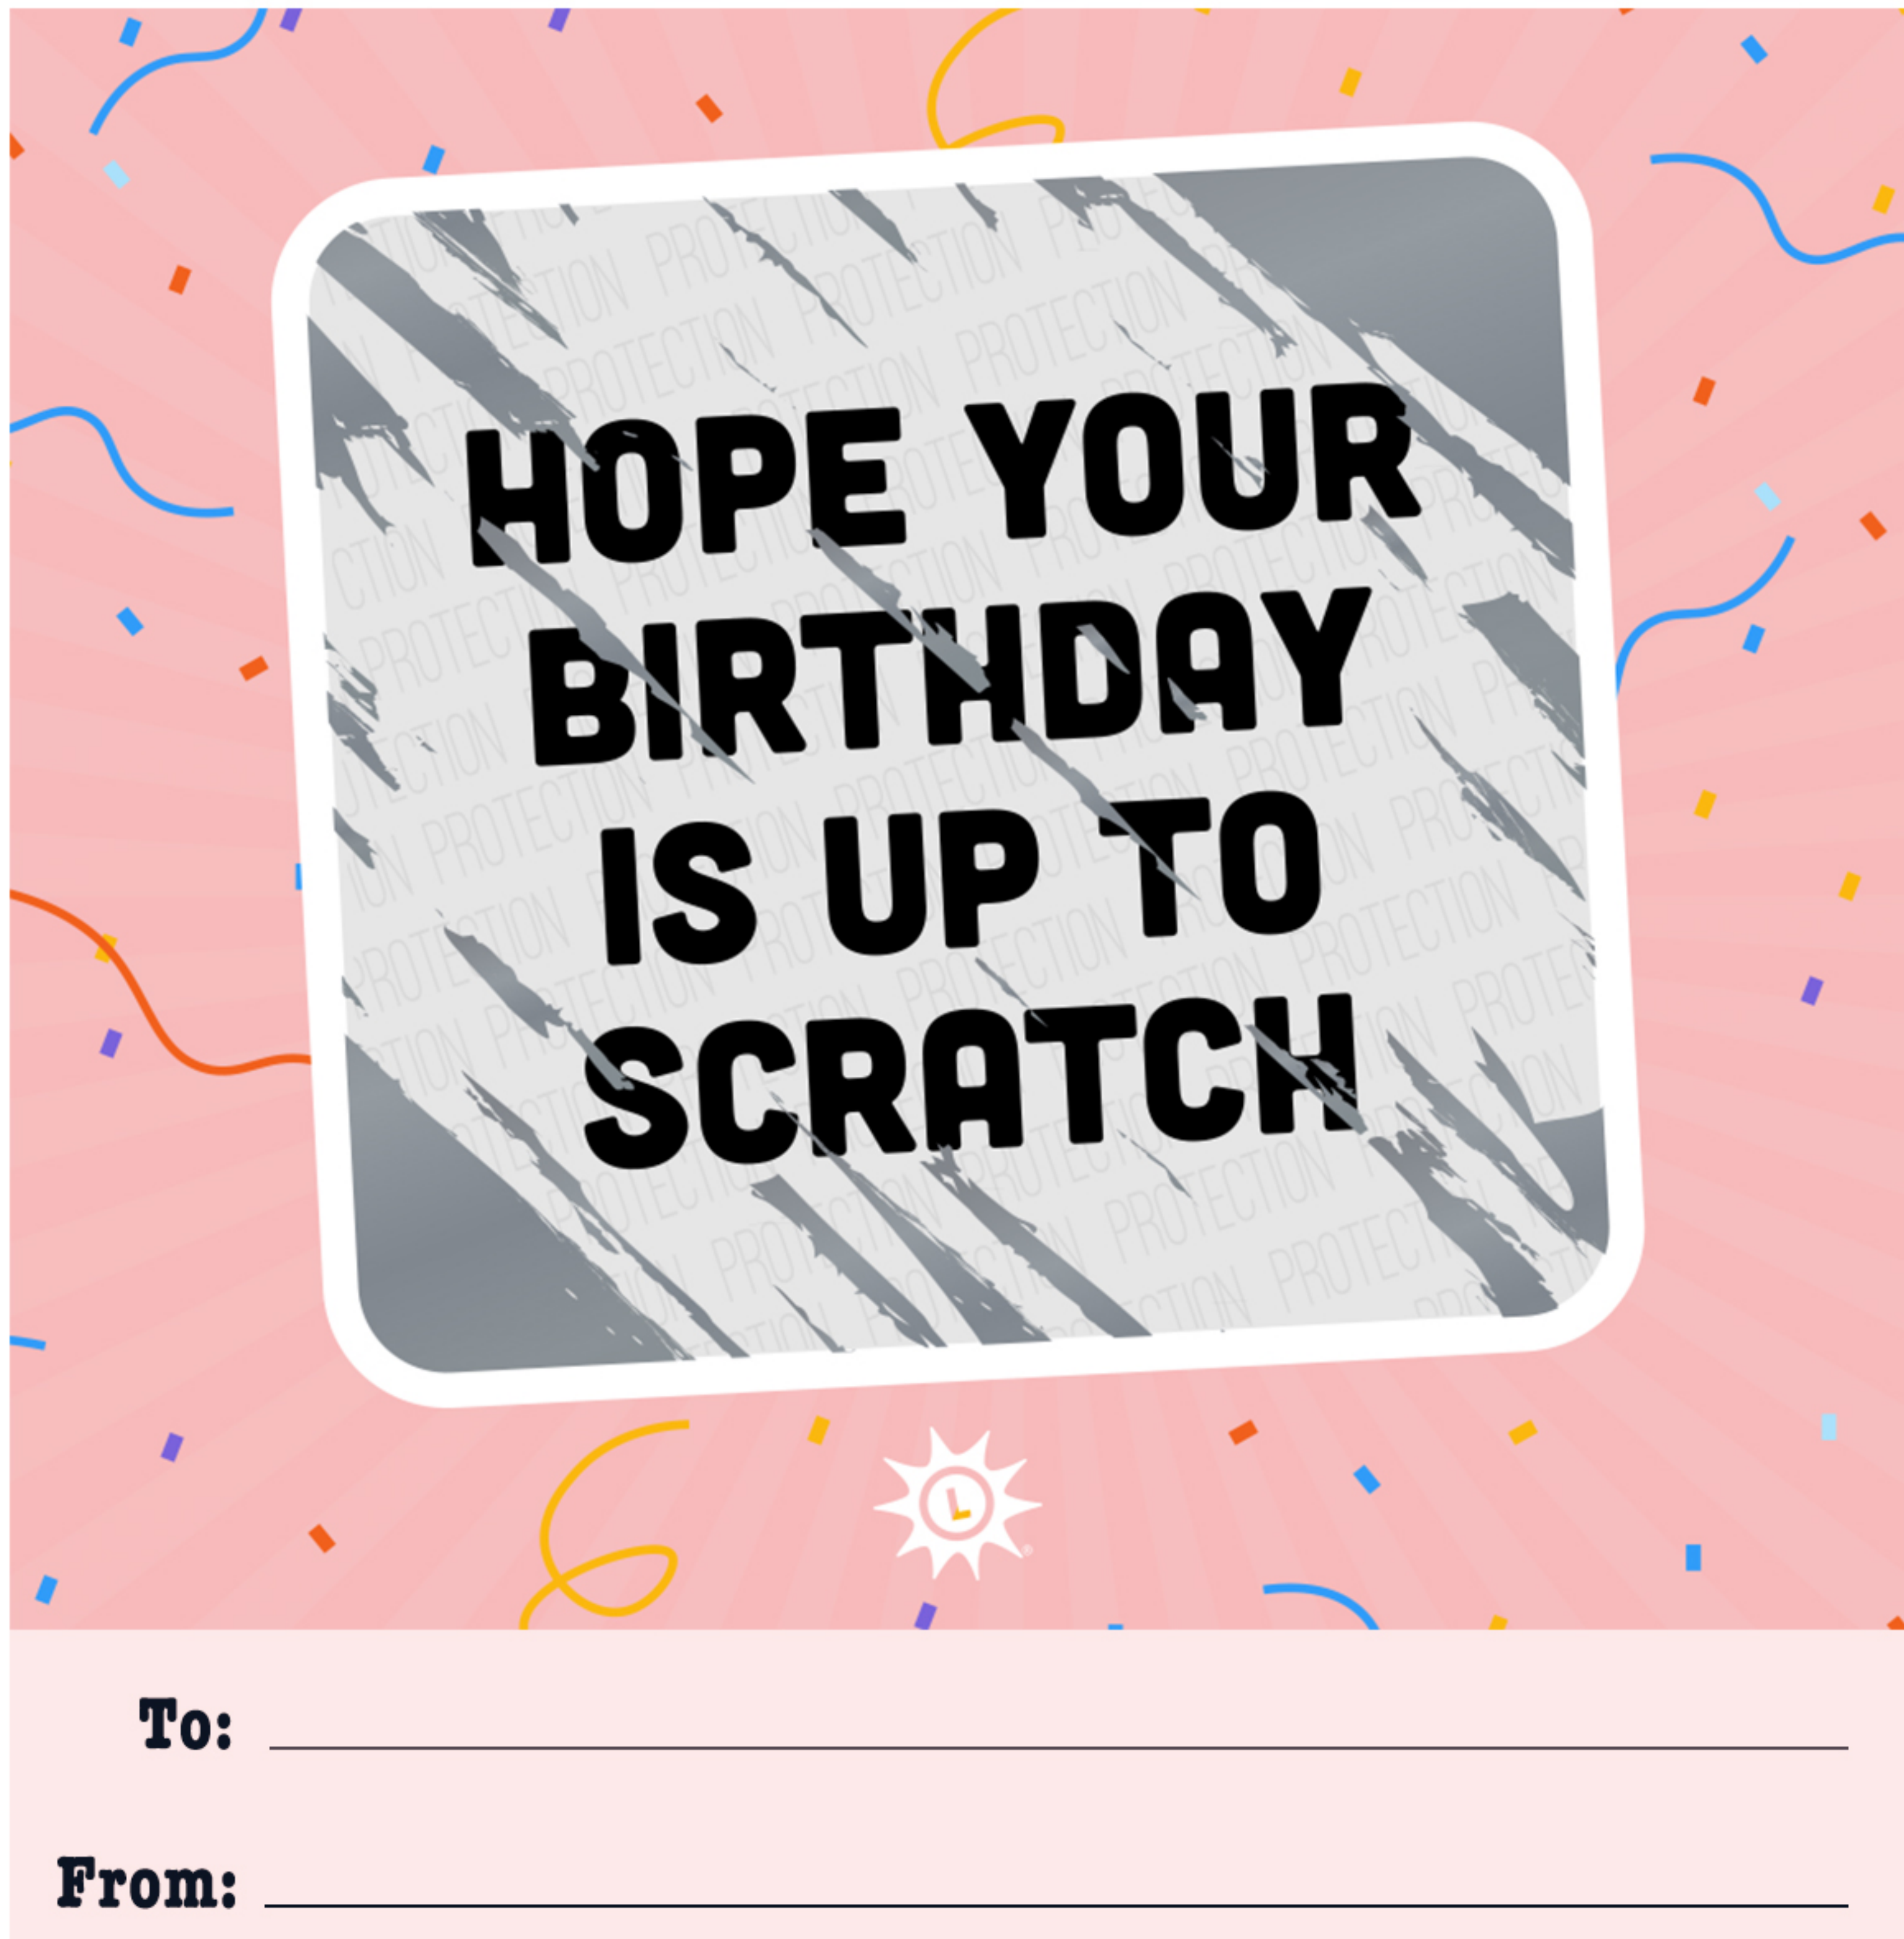 HOPE YOUR
BIRTHDAY
IS UP TO
SCRATCH
L
To:
From: